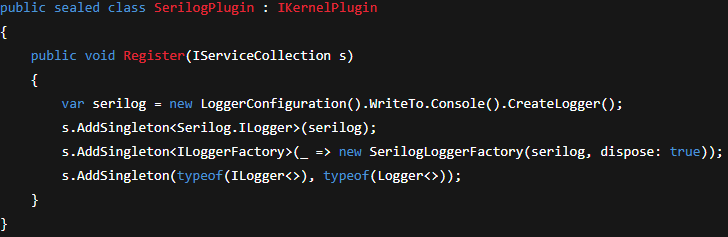 public sealed class SerilogPlugin : IKernelPlugin
{
    public void Register(IServiceCollection s)
    {
        var serilog = new LoggerConfiguration().WriteTo.Console().CreateLogger();
        s.AddSingleton<Serilog.ILogger>(serilog);
        s.AddSingleton<ILoggerFactory>(_ => new SerilogLoggerFactory(serilog, dispose: true));
        s.AddSingleton(typeof(ILogger<>), typeof(Logger<>));
    }
}